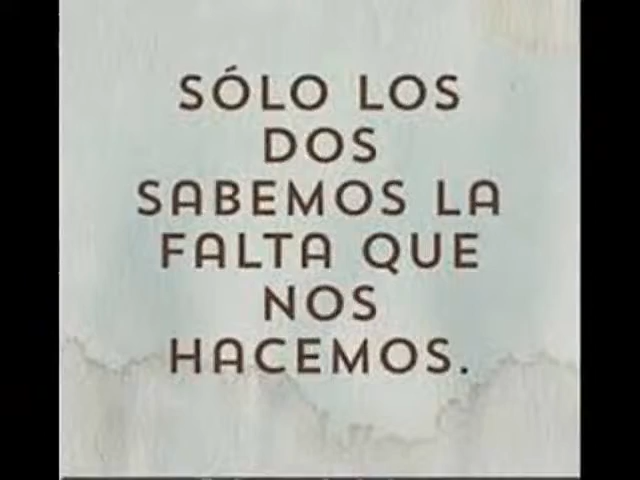 SÓLO LOS
DOS
SABEMOS LA
FALTA QUE
NOS
HACEMOS.